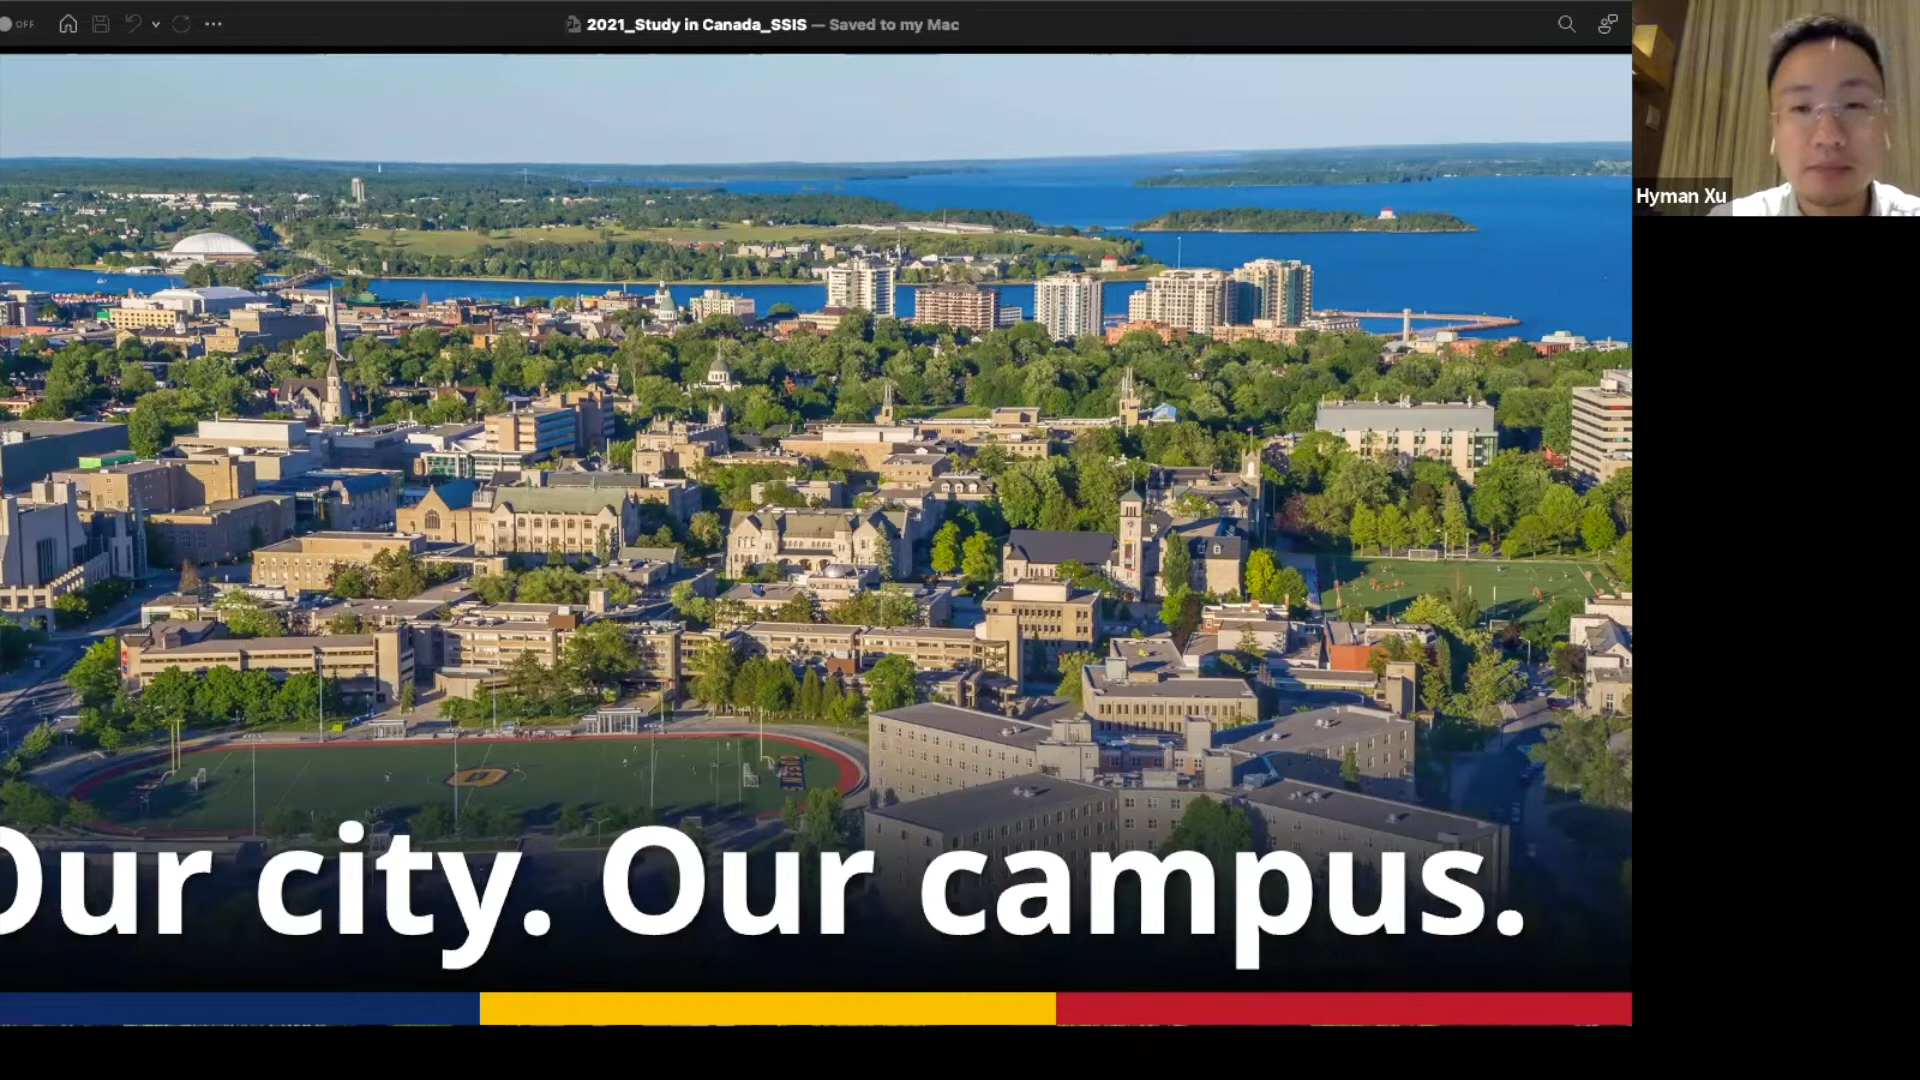 OFF
2021_Study in Canada_SSIS — Saved to my Mac
Hyman Xu
Our city. Our campus.